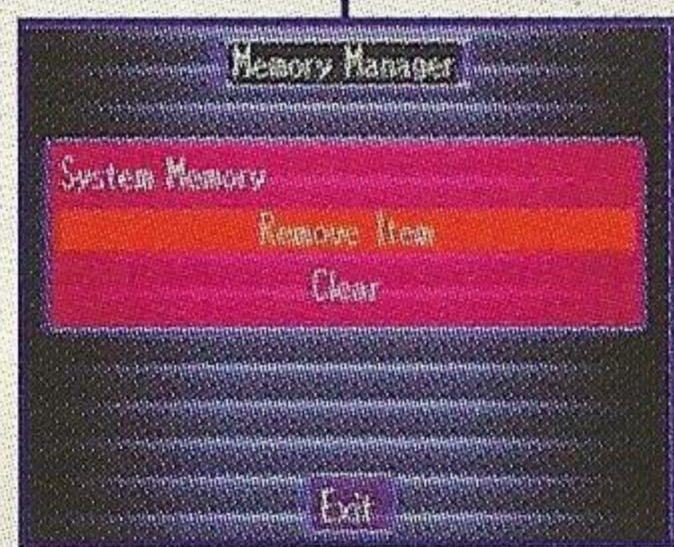 Memory Manager
System Memory
Remove Item
Clear
Exit